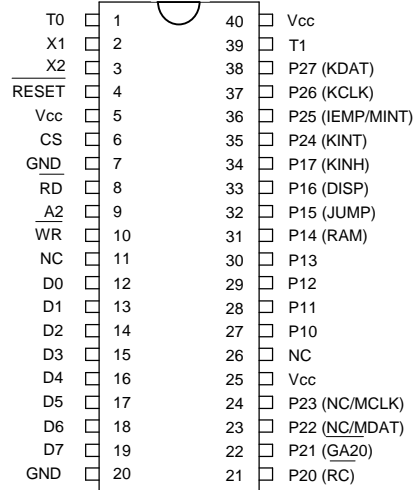 T0 1 40 Vcc
X1 2 39 T1
X2 3 38 P27 (KDAT)
RESET 4 37 P26 (KCLK)
Vcc 5 36 P25 (IEMP/MINT)
CS 6 35 P24 (KINT)
GND 7 34 P17 (KINH)
RD 8 33 P16 (DISP)
A2 9 32 P15 (JUMP)
WR 10 31 P14 (RAM)
NC 11 30 P13
D0 12 29 P12
D1 13 28 P11
D2 14 27 P10
D3 15 26 NC
D4 16 25 Vcc
D5 17 24 P23 (NC/MCLK)
D6 18 23 P22 (NC/MDAT)
D7 19 22 P21 (GA20)
GND 20 21 P20 (RC)